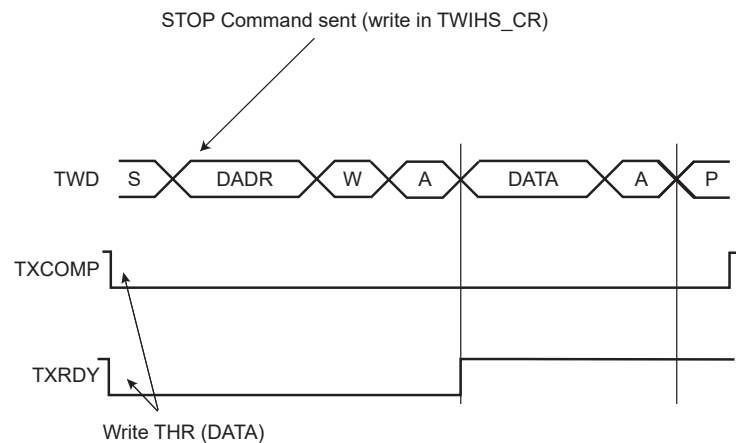 STOP Command sent (write in TWIHS_CR)
TWD S DADR W A DATA A P
TXCOMP
TXRDY
Write THR (DATA)